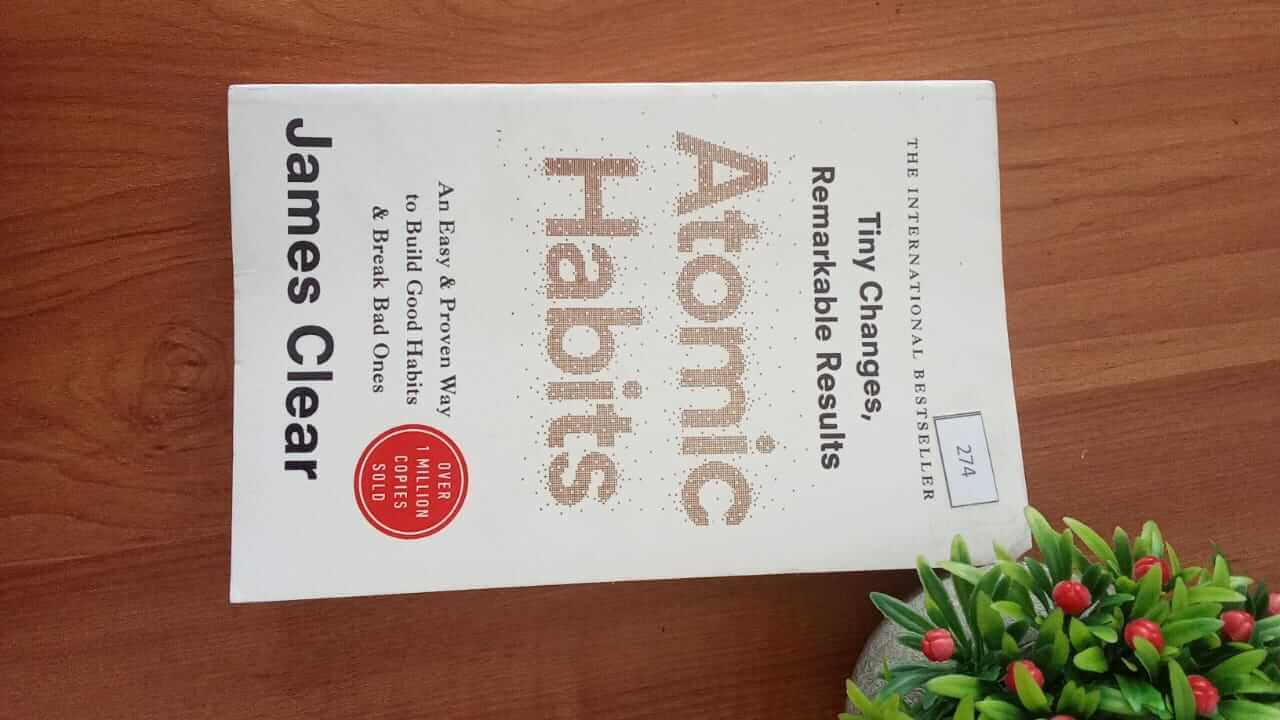 274
THE INTERNATIONAL BESTSELLER
Tiny Changes,
Remarkable Results
Atomic
Habits
An Easy & Proven Way
to Build Good Habits
& Break Bad Ones
OVER
1 MILLION
COPIES
SOLD
James Clear